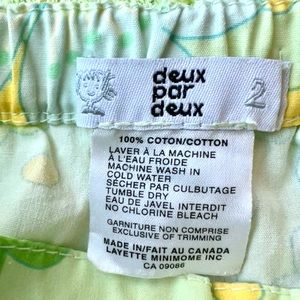 deux
par
deux
2
100% COTON/COTTON
LAVER À LA MACHINE
À L'EAU FROIDE
MACHINE WASH IN
COLD WATER
SÉCHER PAR CULBUTAGE
TUMBLE DRY
EAU DE JAVEL INTERDIT
NO CHLORINE BLEACH
GARNITURE NON COMPRISE
EXCLUSIVE OF TRIMMING
MADE IN/FAIT AU CANADA
LAYETTE MINIMOME INC
CA 09086